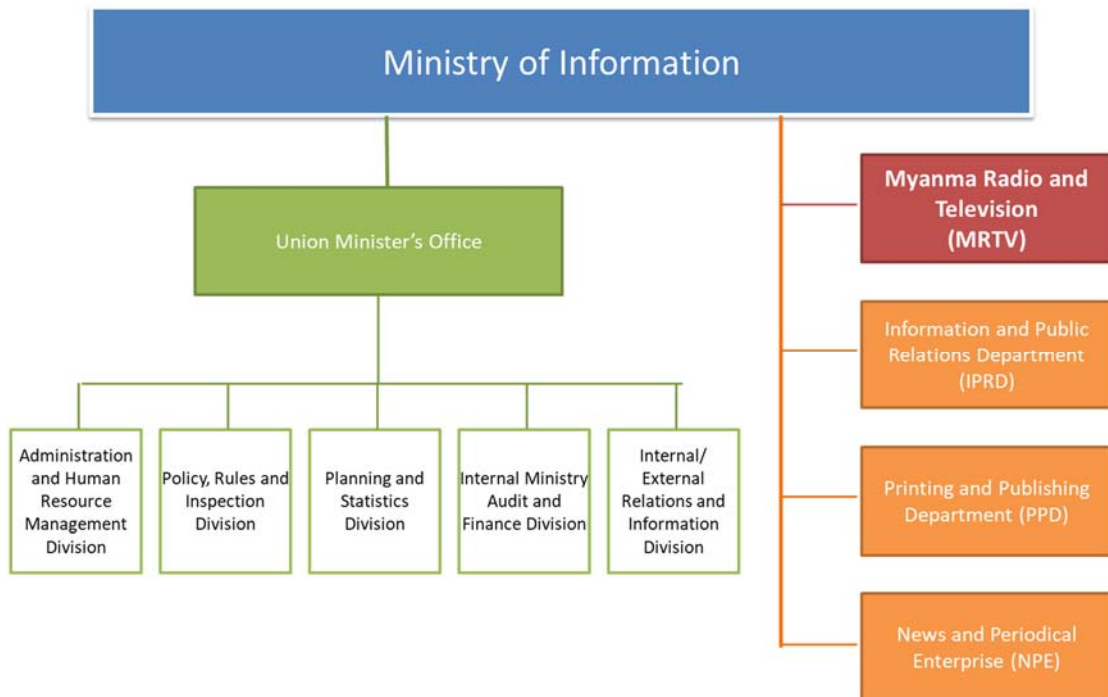 Ministry of Information
Union Minister's Office
Administration
and Human
Resource
Management
Division
Policy, Rules and
Inspection
Division
Planning and
Statistics
Division
Internal Ministry
Audit and
Finance Division
Internal/
External
Relations and
Information
Division
Myanma Radio and
Television
(MRTV)
Information and Public
Relations Department
(IPRD)
Printing and Publishing
Department (PPD)
News and Periodical
Enterprise (NPE)